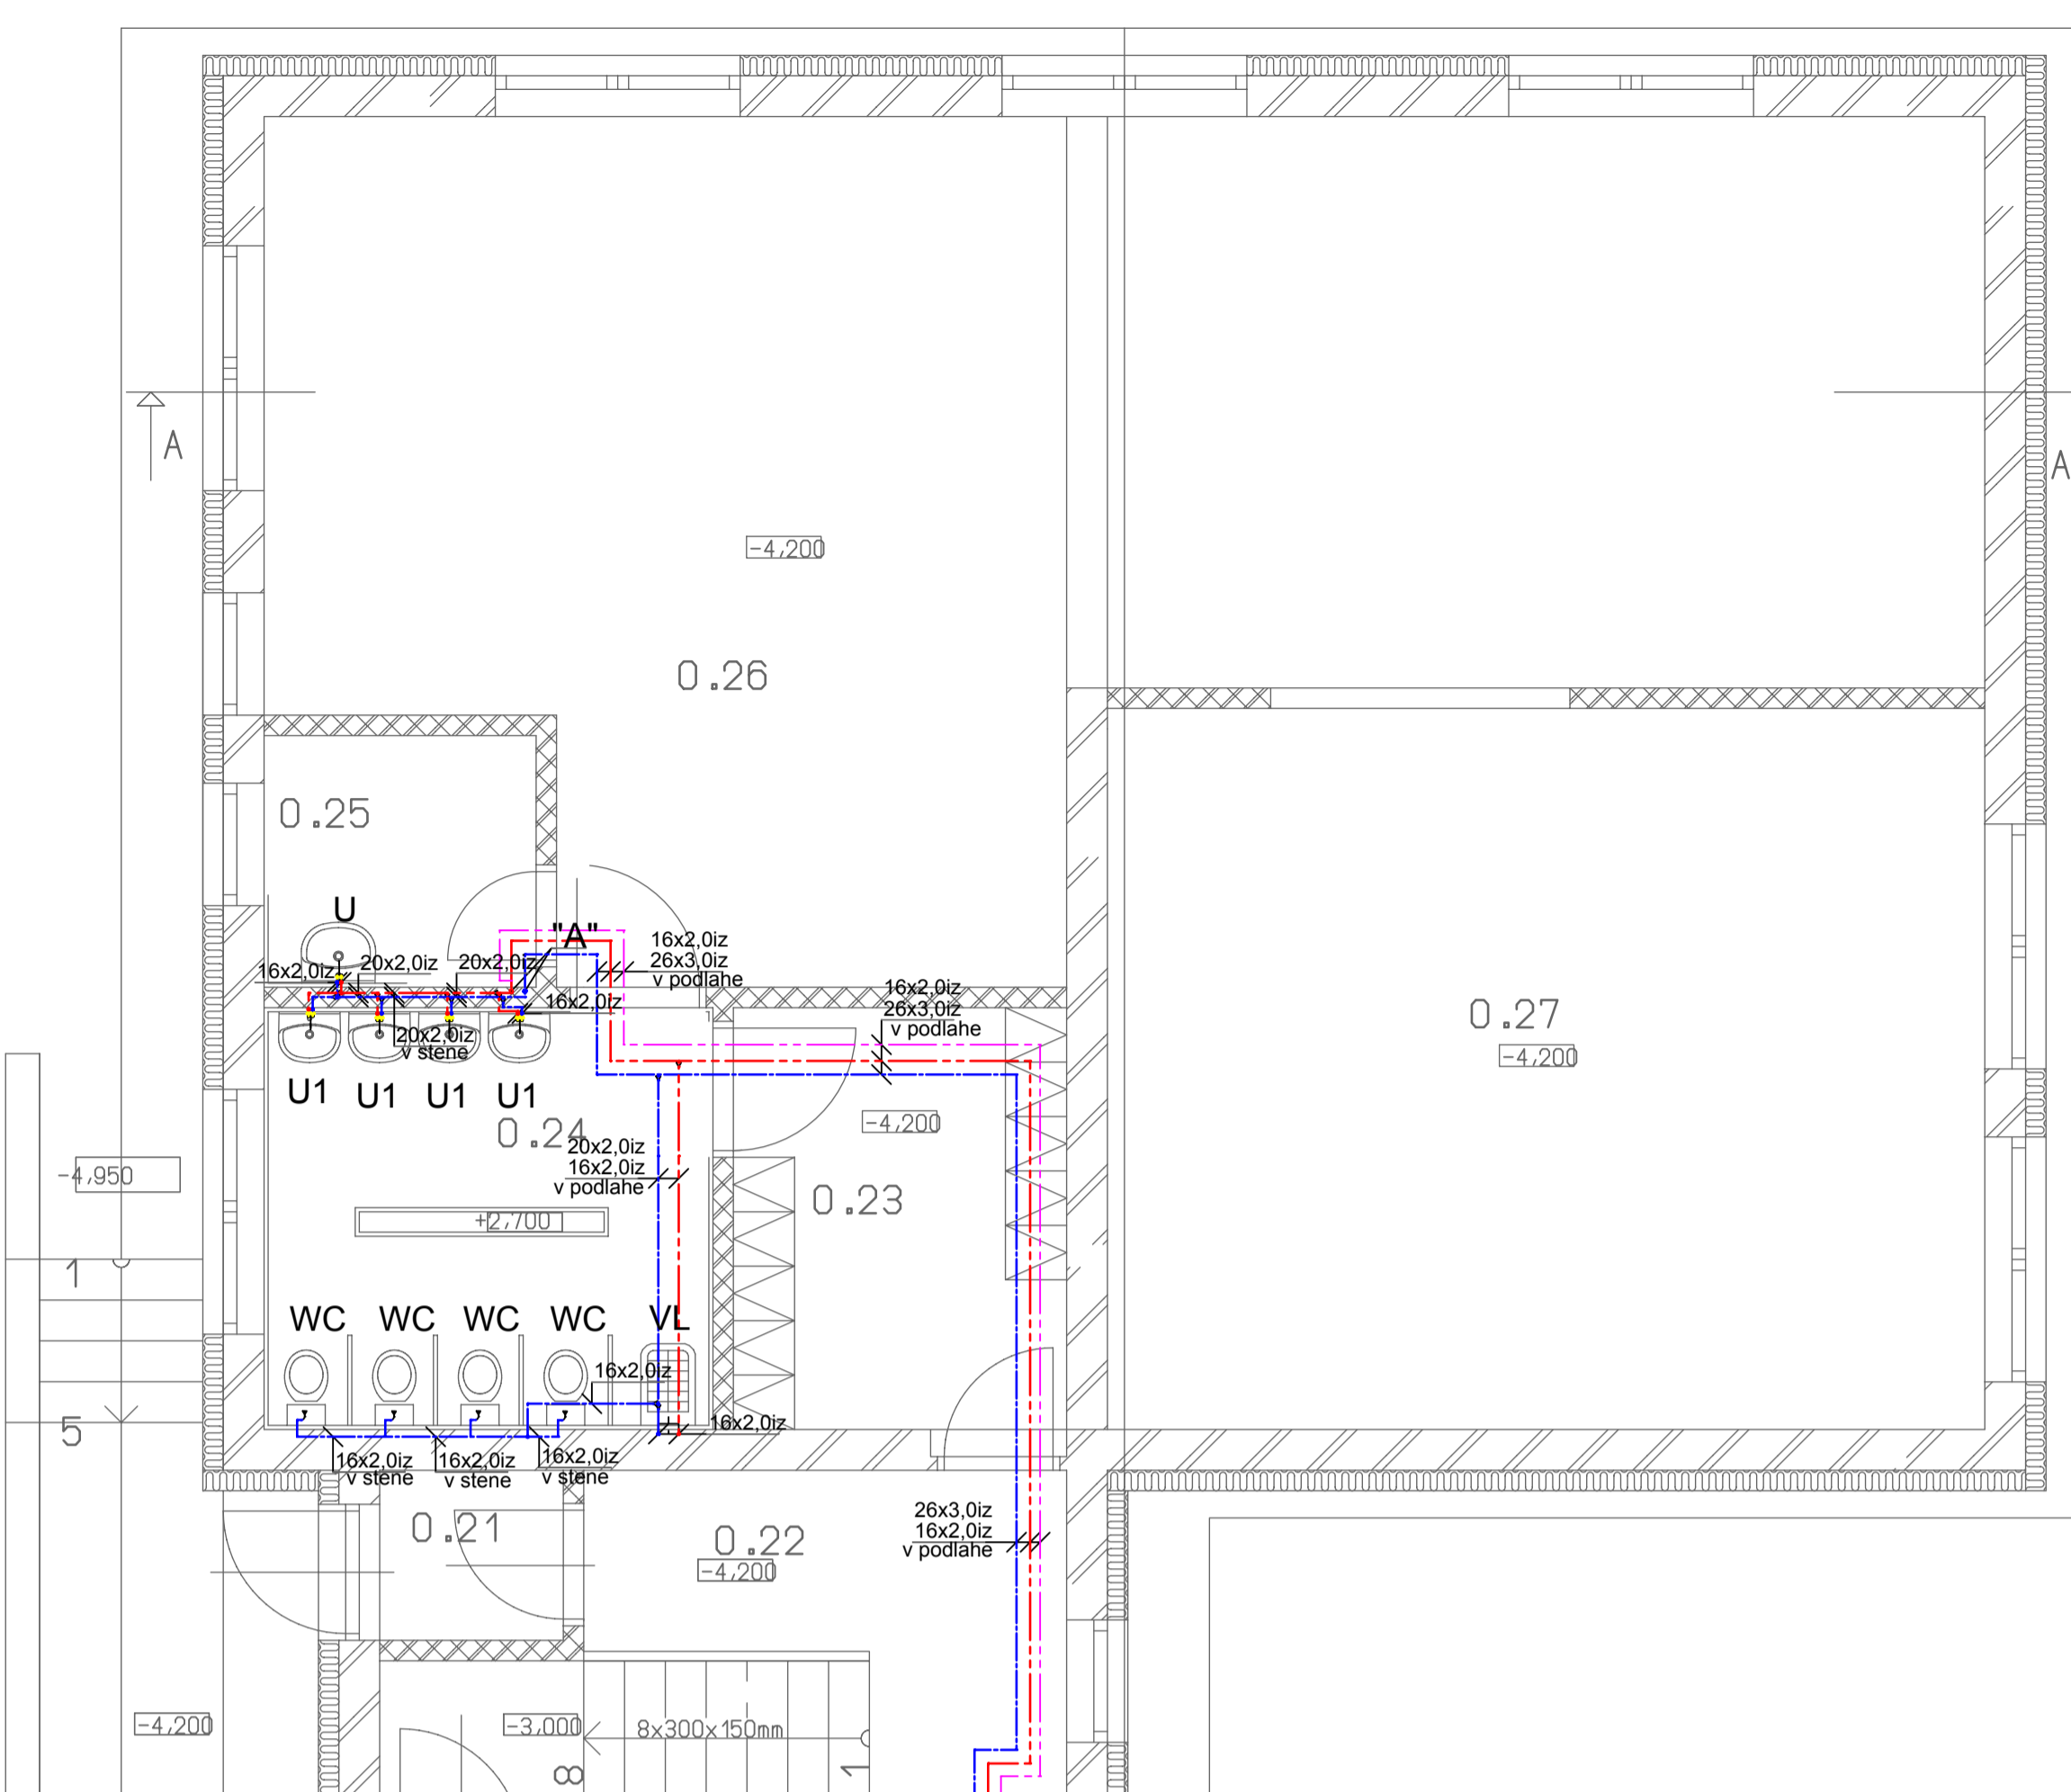 A
A
-4,200
0.26
0.25
U
"A"
16x2,0iz
26x3,0iz
v podlahe
16x2,0iz
20x2,0iz
20x2,0iz
16x2,0iz
16x2,0iz
26x3,0iz
v podlahe
20x2,0iz
v stene
0.27
-4,200
U1
U1
U1
U1
0.24
-4,200
20x2,0iz
16x2,0iz
v podlahe
-4,950
0.23
+2,700
1
WC
WC
WC
WC
VL
16x2,0iz
16x2,0iz
5
16x2,0iz
v stene
16x2,0iz
v stene
16x2,0iz
v stene
0.21
0.22
-4,200
26x3,0iz
16x2,0iz
v podlahe
-4,200
-3,000
8x300x150mm
8
1